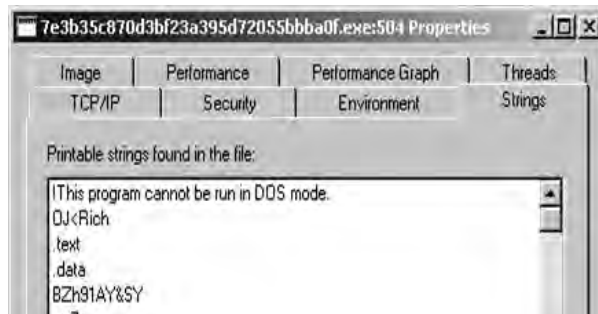 7e3b35c870d3bf23a395d72055bbba0f.exe:504 Properties
Image Performance Performance Graph Threads
TCP/IP Security Environment Strings
Printable strings found in the file:
!This program cannot be run in DOS mode.
OJ<Rich
.text
.data
BZh91AY&SY